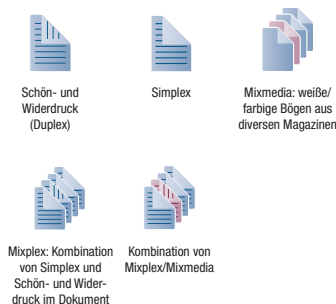 Schön- und
Widerdruck
(Duplex)
Simplex
Mixmedia: weiße/
farbige Bögen aus
diversen Magazinen
Mixplex: Kombination
von Simplex und
Schön- und Wider-
druck im Dokument
Kombination von
Mixplex/Mixmedia